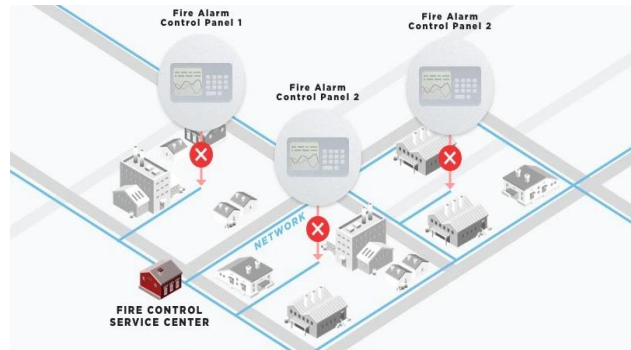 Fire Alarm
Control Panel 1
Fire Alarm
Control Panel 2
Fire Alarm
Control Panel 2
NETWORK
FIRE CONTROL
SERVICE CENTER